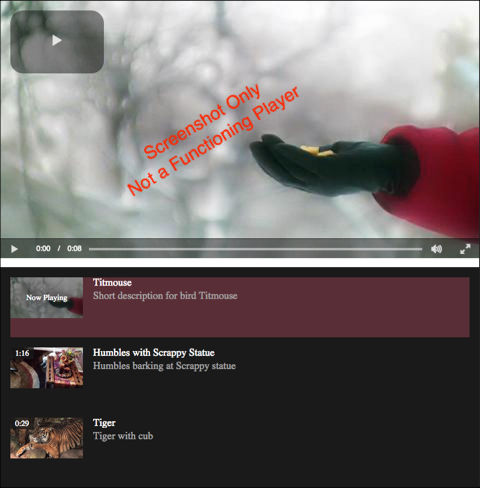 Screenshot Only
Not a Functioning Player
0:00 / 0:08
Titmouse
Now Playing
Short description for bird Titmouse
1:16
Humbles with Scrappy Statue
Humbles barking at Scrappy statue
0:29
Tiger
Tiger with cub